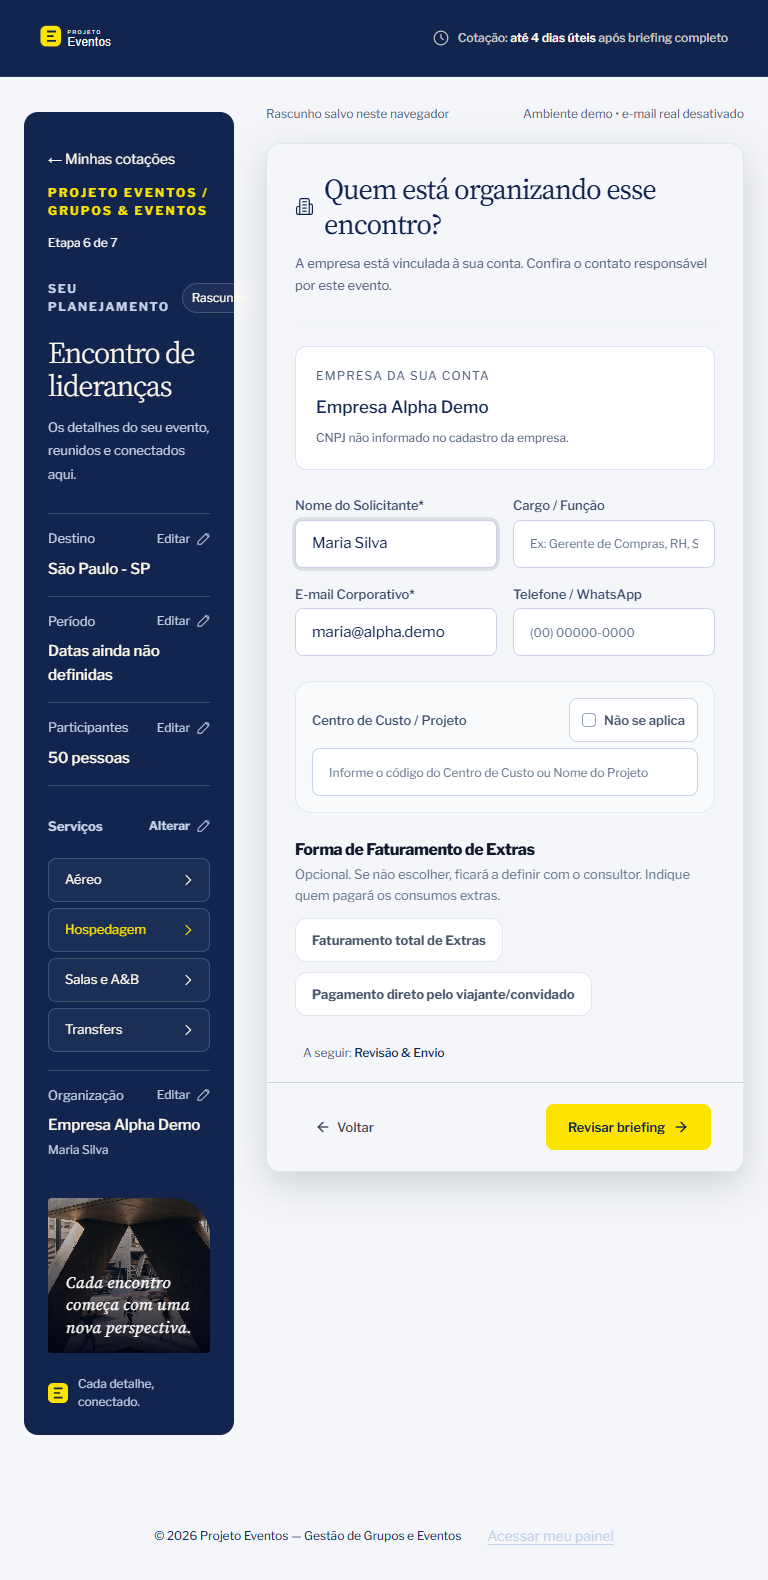 PROJETO
Eventos
Cotação: até 4 dias úteis após briefing completo
Rascunho salvo neste navegador
Ambiente demo • e-mail real desativado
← Minhas cotações
PROJETO EVENTOS /
GRUPOS & EVENTOS
Etapa 6 de 7
SEU
PLANEJAMENTO
Rascunho
Encontro de
lideranças
Os detalhes do seu evento,
reunidos e conectados
aqui.
Destino
Editar
São Paulo - SP
Período
Editar
Datas ainda não
definidas
Participantes
Editar
50 pessoas
Serviços
Alterar
Aéreo
Hospedagem
Salas e A&B
Transfers
Organização
Editar
Empresa Alpha Demo
Maria Silva
Cada encontro
começa com uma
nova perspectiva.
Cada detalhe,
conectado.
Quem está organizando esse
encontro?
A empresa está vinculada à sua conta. Confira o contato responsável
por este evento.
EMPRESA DA SUA CONTA
Empresa Alpha Demo
CNPJ não informado no cadastro da empresa.
Nome do Solicitante*
Cargo / Função
Maria Silva
Ex: Gerente de Compras, RH, S
E-mail Corporativo*
Telefone / WhatsApp
maria@alpha.demo
(00) 00000-0000
Centro de Custo / Projeto
Não se aplica
Informe o código do Centro de Custo ou Nome do Projeto
Forma de Faturamento de Extras
Opcional. Se não escolher, ficará a definir com o consultor. Indique
quem pagará os consumos extras.
Faturamento total de Extras
Pagamento direto pelo viajante/convidado
A seguir: Revisão & Envio
← Voltar
Revisar briefing →
© 2026 Projeto Eventos — Gestão de Grupos e Eventos
Acessar meu painel